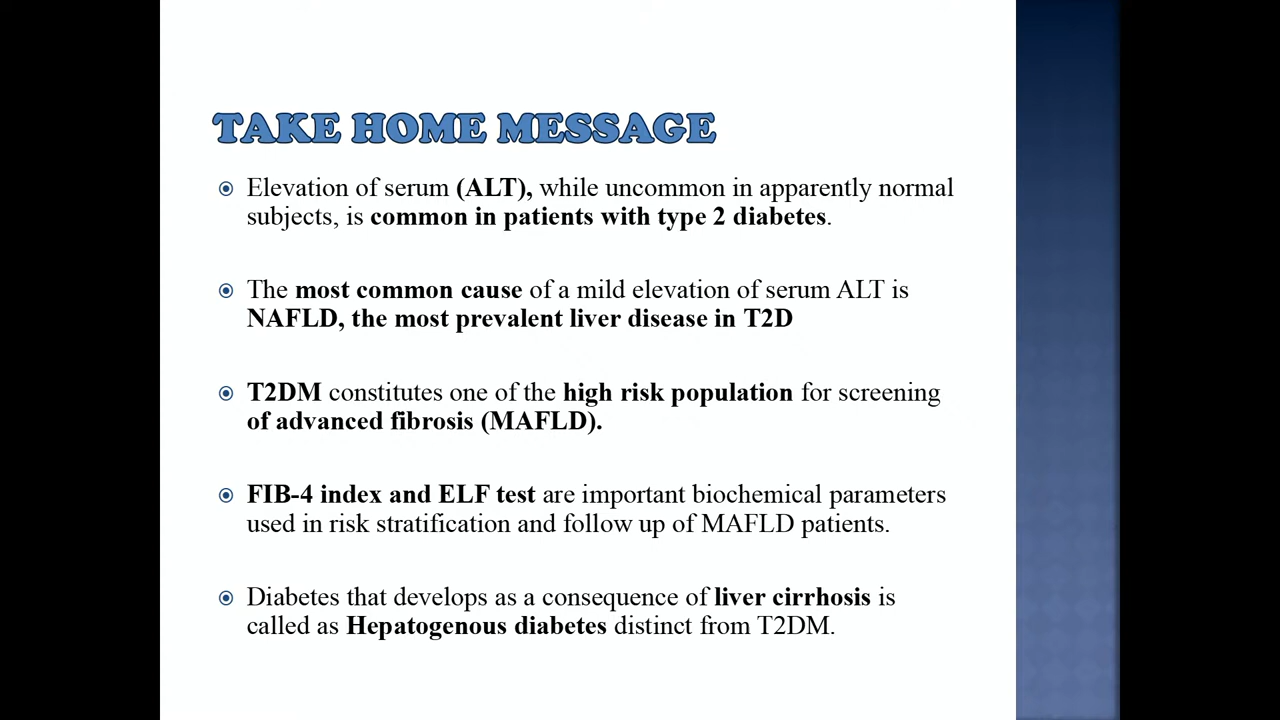 TAKE HOME MESSAGE
Elevation of serum (ALT), while uncommon in apparently normal
subjects, is common in patients with type 2 diabetes.
The most common cause of a mild elevation of serum ALT is
NAFLD, the most prevalent liver disease in T2D
T2DM constitutes one of the high risk population for screening
of advanced fibrosis (MAFLD).
FIB-4 index and ELF test are important biochemical parameters
used in risk stratification and follow up of MAFLD patients.
Diabetes that develops as a consequence of liver cirrhosis is
called as Hepatogenous diabetes distinct from T2DM.